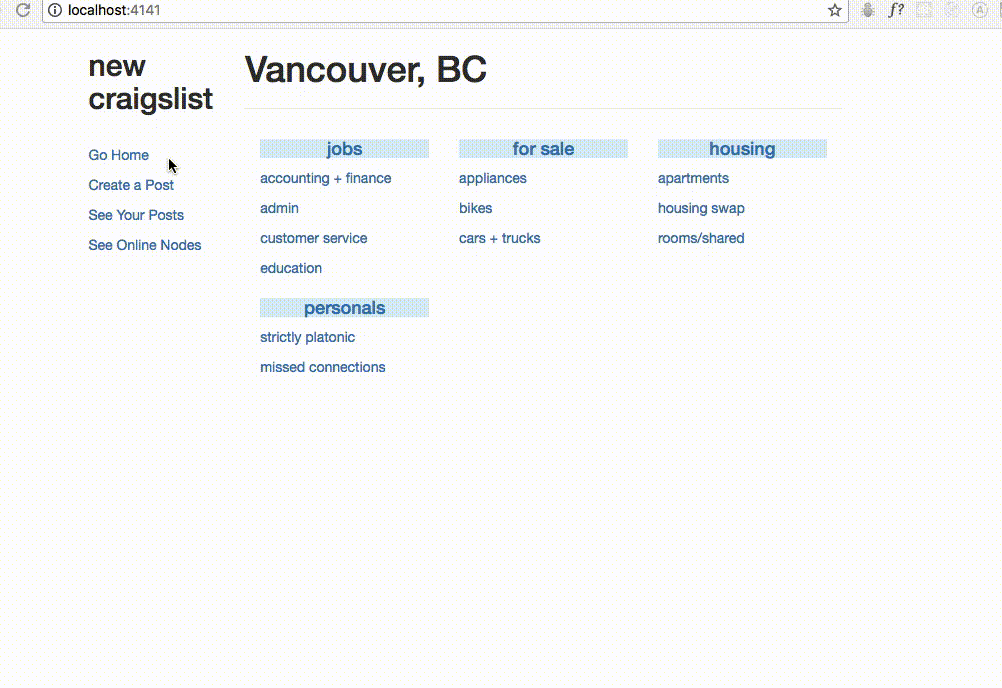 localhost:4141
f?
A
new
craigslist
Go Home
Create a Post
See Your Posts
See Online Nodes
Vancouver, BC
jobs
accounting + finance
admin
customer service
education
for sale
appliances
bikes
cars + trucks
housing
apartments
housing swap
rooms/shared
personals
strictly platonic
missed connections